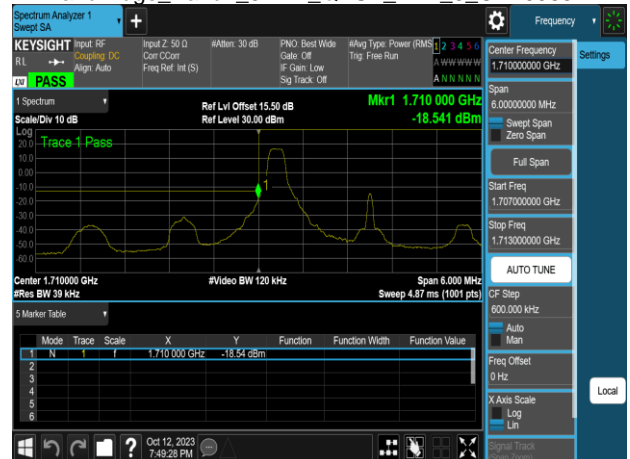 Spectrum Analyzer 1
Swept SA
Frequency
KEYSIGHT
Input: RF
Input Z: 50 Ω
#Atten: 30 dB
PNO: Best Wide
#Avg Type: Power (RMS
1 2 3 4 5 6
RL
Coupling: DC
Corr CCorr
Gate: Off
Trig: Free Run
A W W W W W
Align: Auto
Freq Ref: Int (S)
IF Gain: Low
Sig Track: Off
A N N N N N
LXI
PASS
1 Spectrum
Scale/Div 10 dB
Ref Lvl Offset 15.50 dB
Ref Level 30.00 dBm
Mkr1 1.710 000 GHz
-18.541 dBm
Log
Trace 1 Pass
20.0
10.0
0.00
-10.0
-20.0
-30.0
-40.0
-50.0
-60.0
1
Center 1.710000 GHz
#Video BW 120 kHz
Span 6.000 MHz
#Res BW 39 kHz
Sweep 4.87 ms (1001 pts)
5 Marker Table
Mode Trace Scale X Y Function Function Width Function Value
1 N 1 f 1.710 000 GHz -18.54 dBm
2
3
4
5
6
Oct 12, 2023
7:49:28 PM
Center Frequency
1.710000000 GHz
Settings
Span
6.00000000 MHz
Swept Span
Zero Span
Full Span
Start Freq
1.707000000 GHz
Stop Freq
1.713000000 GHz
AUTO TUNE
CF Step
600.000 kHz
Auto
Man
Freq Offset
0 Hz
X Axis Scale
Log
Lin
Local
Signal Track